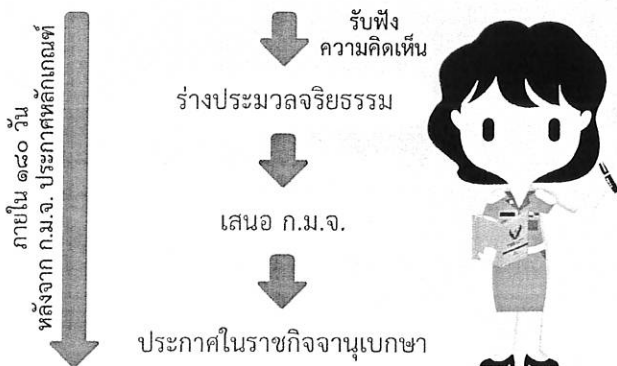 ภายใน ๑๘๐ วัน
หลังจาก ก.ม.จ. ประกาศหลักเกณฑ์
รับฟัง
ความคิดเห็น
ร่างประมวลจริยธรรม
เสนอ ก.ม.จ.
ประกาศในราชกิจจานุเบกษา